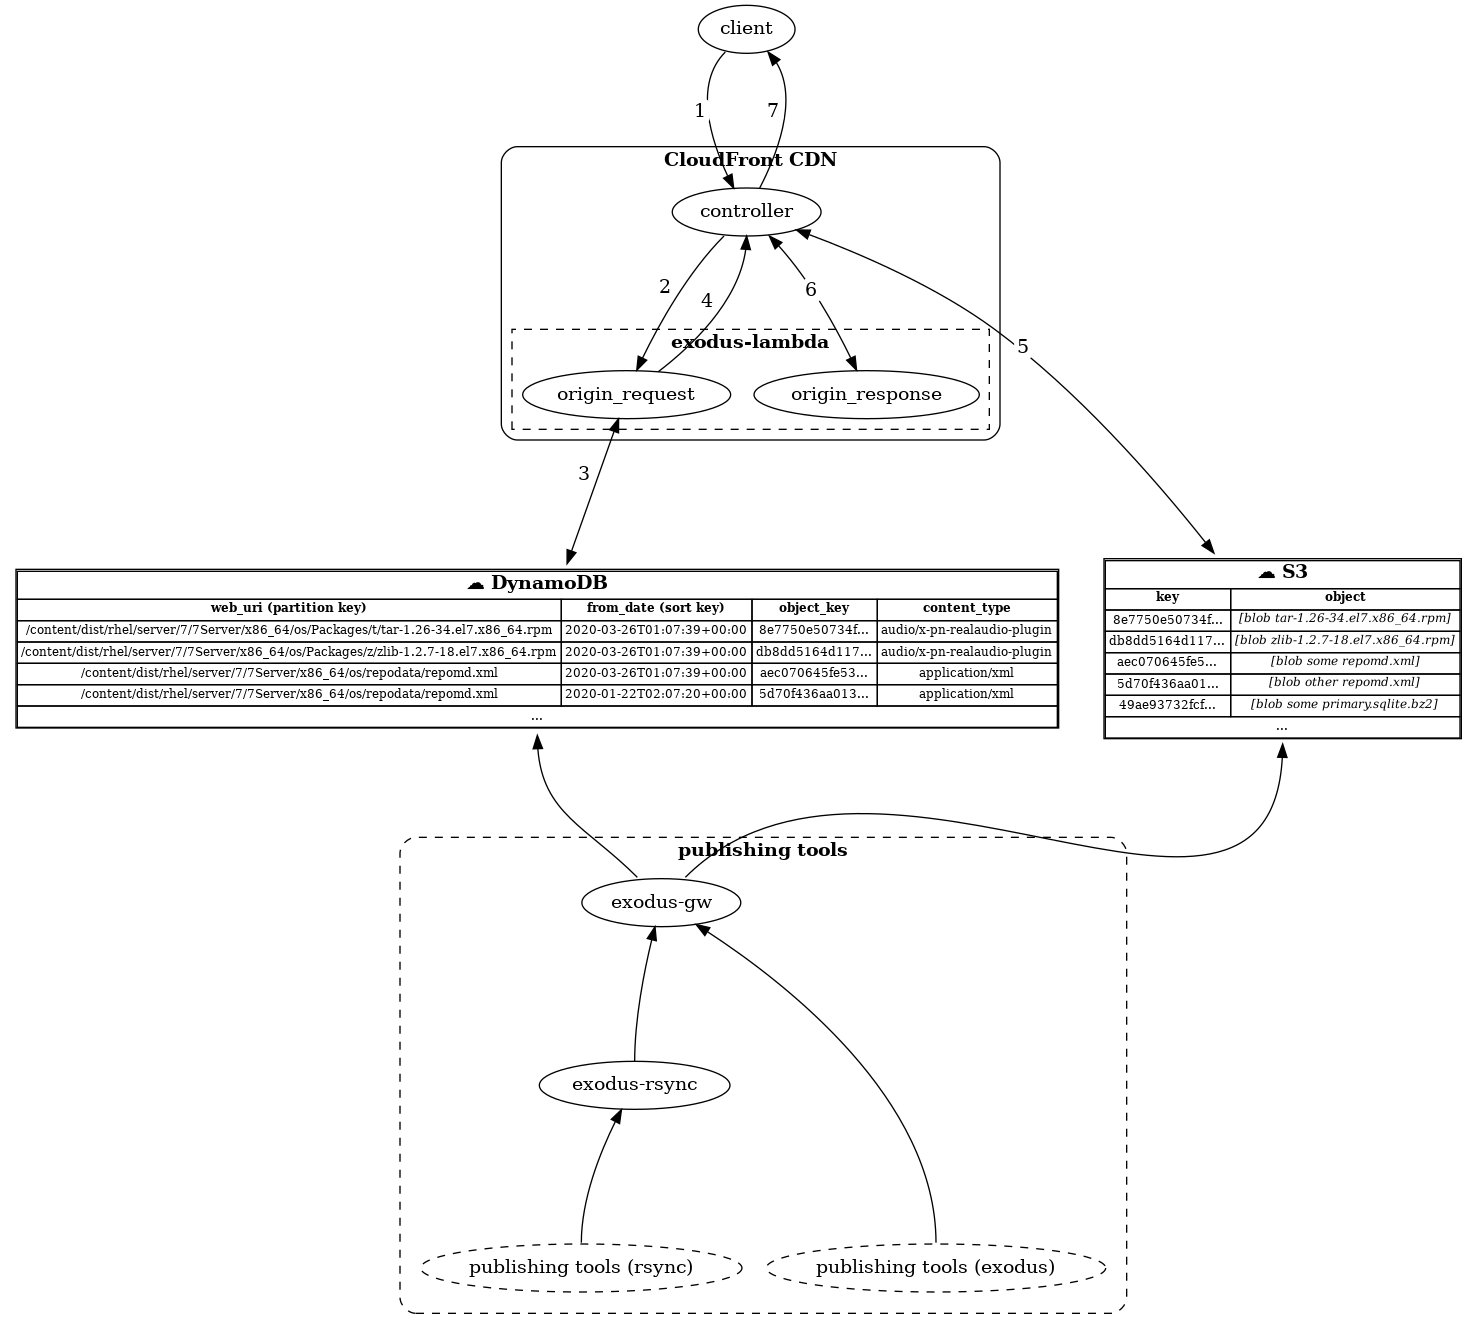 client
1
7
CloudFront CDN
controller
2
4
6
5
exodus-lambda
origin_request
origin_response
3
☁ DynamoDB
web_uri (partition key) from_date (sort key) object_key content_type
/content/dist/rhel/server/7/7Server/x86_64/os/Packages/t/tar-1.26-34.el7.x86_64.rpm 2020-03-26T01:07:39+00:00 8e7750e50734f... audio/x-pn-realaudio-plugin
/content/dist/rhel/server/7/7Server/x86_64/os/Packages/z/zlib-1.2.7-18.el7.x86_64.rpm 2020-03-26T01:07:39+00:00 db8dd5164d117... audio/x-pn-realaudio-plugin
/content/dist/rhel/server/7/7Server/x86_64/os/repodata/repomd.xml 2020-03-26T01:07:39+00:00 aec070645fe53... application/xml
/content/dist/rhel/server/7/7Server/x86_64/os/repodata/repomd.xml 2020-01-22T02:07:20+00:00 5d70f436aa013... application/xml
...
☁ S3
key object
8e7750e50734f... [blob tar-1.26-34.el7.x86_64.rpm]
db8dd5164d117... [blob zlib-1.2.7-18.el7.x86_64.rpm]
aec070645fe5... [blob some repomd.xml]
5d70f436aa01... [blob other repomd.xml]
49ae93732fcf... [blob some primary.sqlite.bz2]
...
publishing tools
exodus-gw
exodus-rsync
publishing tools (rsync)
publishing tools (exodus)